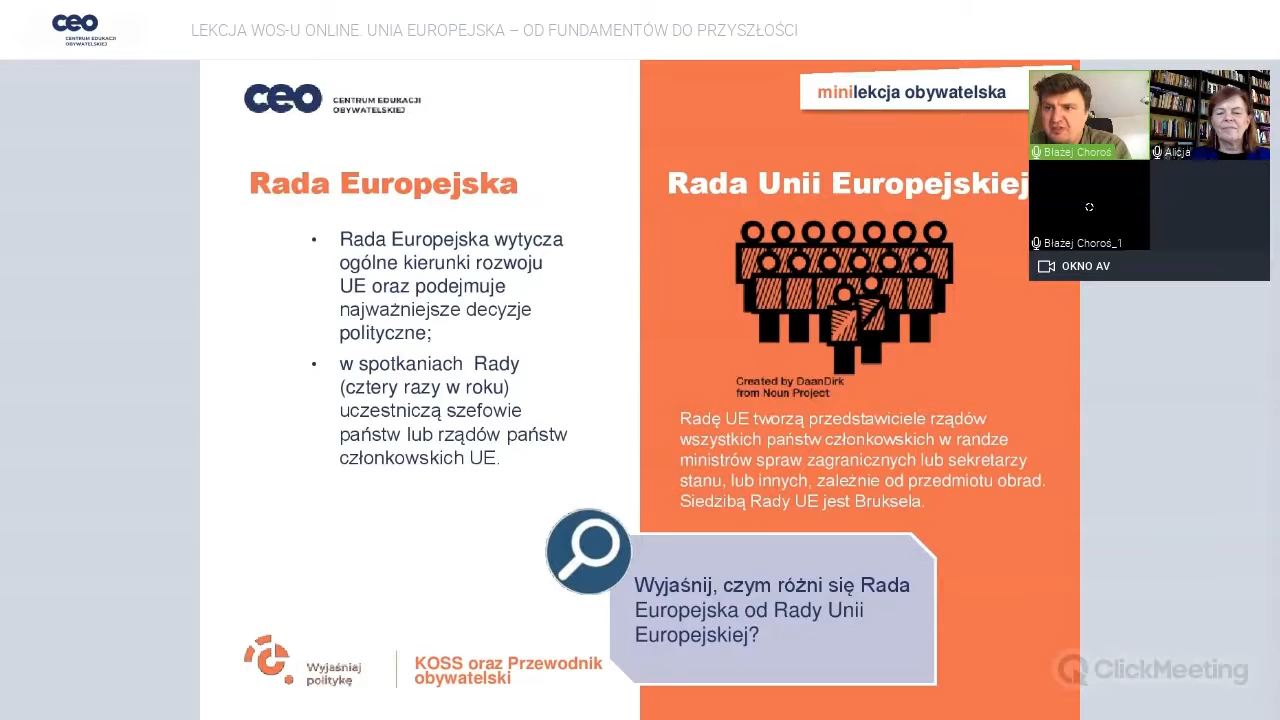 ceo
CENTRUM EDUKACJI
OBYWATELSKIEJ
LEKCJA WOS-U ONLINE. UNIA EUROPEJSKA – OD FUNDAMENTÓW DO PRZYSZŁOŚCI
ceo
CENTRUM EDUKACJI
OBYWATELSKIEJ
minilekcja obywatelska
Rada Europejska
• Rada Europejska wytycza
ogólne kierunki rozwoju
UE oraz podejmuje
najważniejsze decyzje
polityczne;
• w spotkaniach Rady
(cztery razy w roku)
uczestniczą szefowie
państw lub rządów państw
członkowskich UE.
Rada Unii Europejskiej
Created by DaanDirk
from Noun Project
Radę UE tworzą przedstawiciele rządów
wszystkich państw członkowskich w randze
ministrów spraw zagranicznych lub sekretarzy
stanu, lub innych, zależnie od przedmiotu obrad.
Siedzibą Rady UE jest Bruksela.
Wyjaśnij, czym różni się Rada
Europejska od Rady Unii
Europejskiej?
Wyjaśniej
politykę
KOSS oraz Przewodnik
obywatelski
Błażej Choroś
Alicja
Błażej Choroś_1
OKNO AV
ClickMeeting